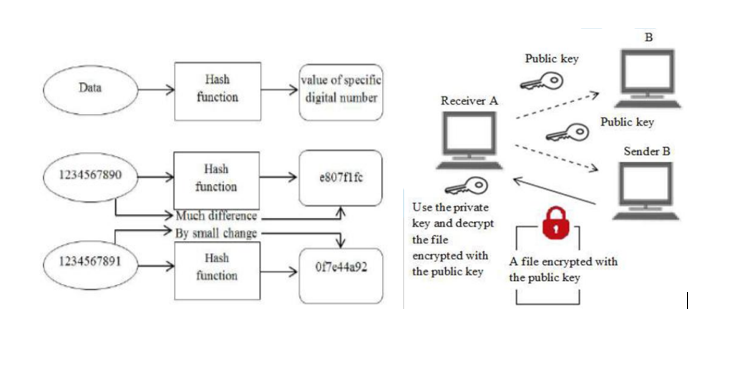 Data
Hash
function
value of specific
digital number
1234567890
Hash
function
e807f1fc
Much difference
By small change
1234567891
Hash
function
0f7e44a92
B
Public key
Receiver A
Public key
Sender B
Use the private
key and decrypt
the file
encrypted with
the public key
A file encrypted with
the public key